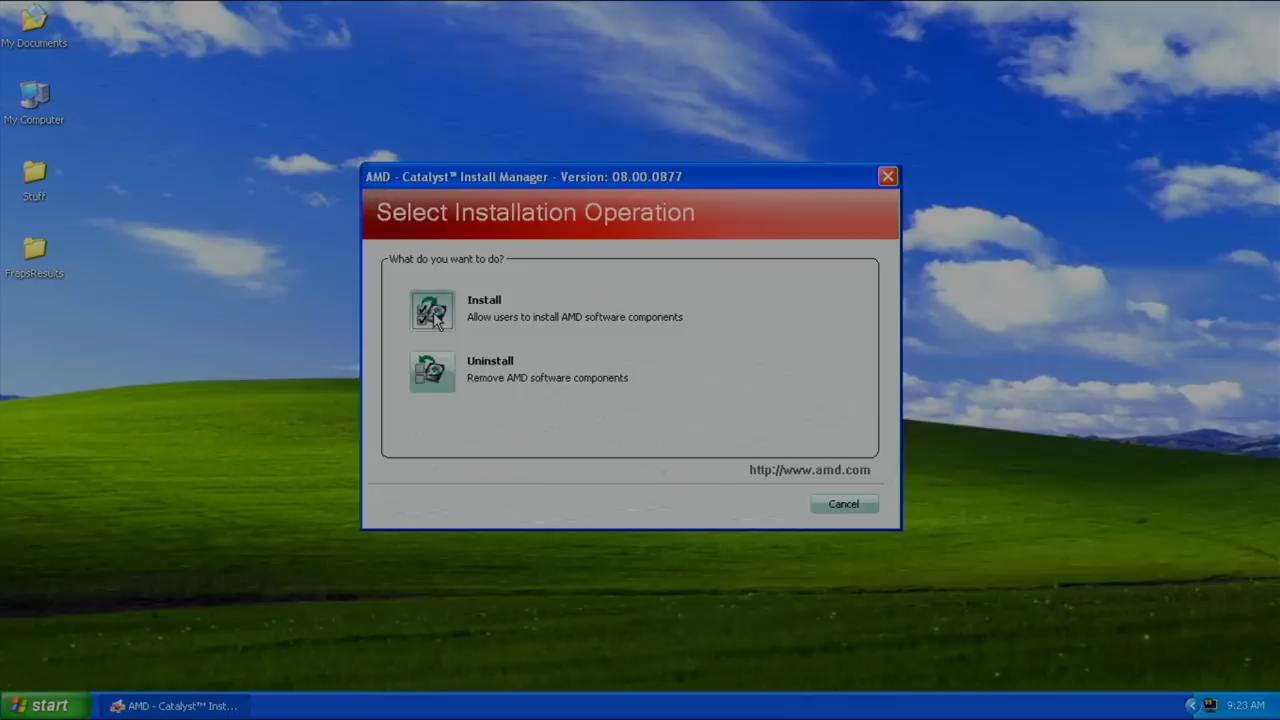 My Documents
My Computer
Stuff
FrapsResults
AMD - Catalyst™ Install Manager - Version: 08.00.0877
Select Installation Operation
What do you want to do?
Install
Allow users to install AMD software components
Uninstall
Remove AMD software components
http://www.amd.com
Cancel
start
AMD - Catalyst™ Inst...
9:23 AM